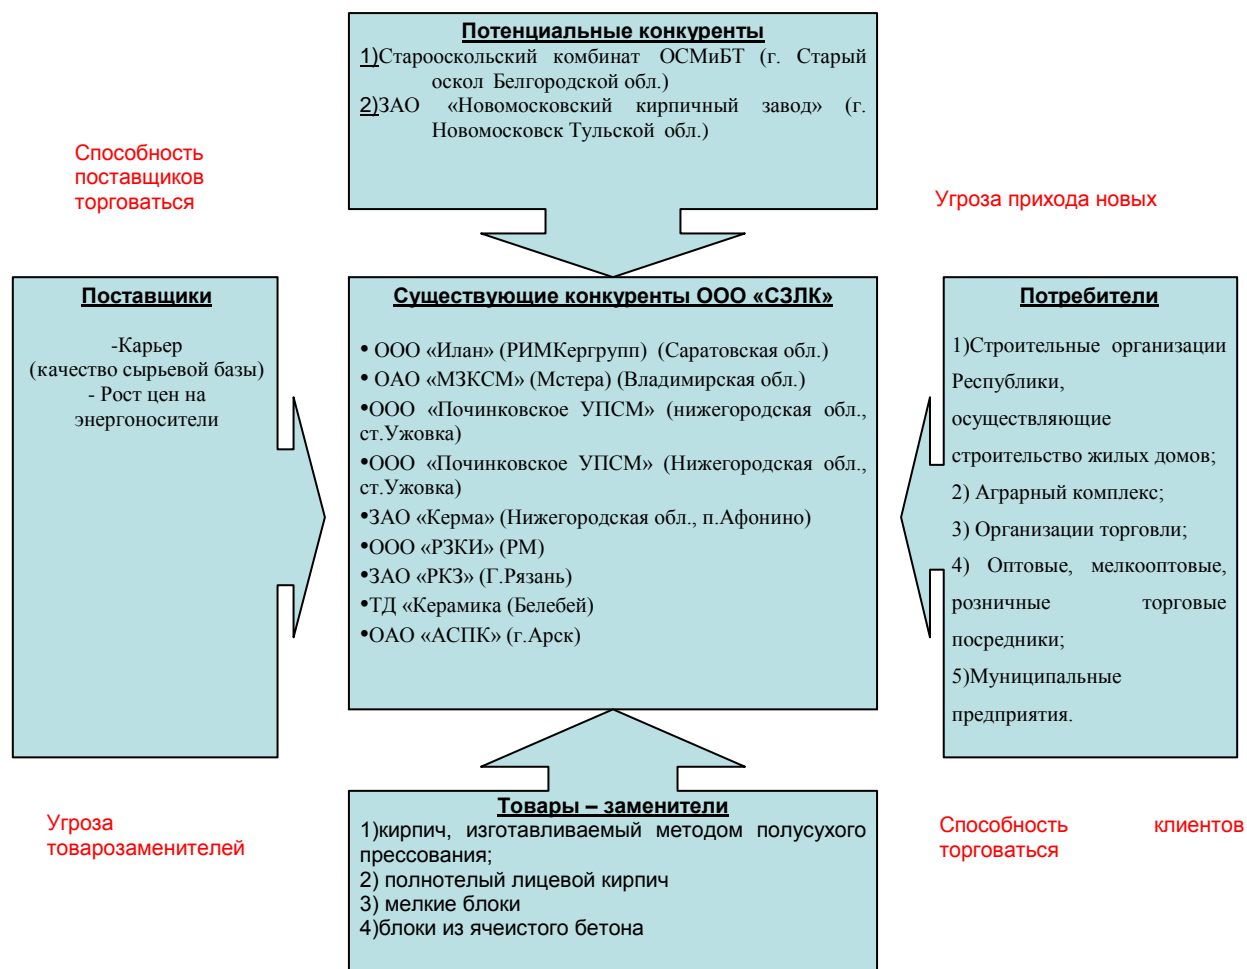 Потенциальные конкуренты
1)Старооскольский комбинат ОСМиБТ (г. Старый
оскол Белгородской обл.)
2)ЗАО «Новомосковский кирпичный завод» (г.
Новомосковск Тульской обл.)
Способность
поставщиков
торговаться
Угроза прихода новых
Поставщики
-Карьер
(качество сырьевой базы)
- Рост цен на
энергоносители
Существующие конкуренты ООО «СЗЛК»
• ООО «Илан» (РИМКергрупп) (Саратовская обл.)
• ОАО «МЗКСМ» (Мстера) (Владимирская обл.)
•ООО «Починковское УПСМ» (нижегородская обл.,
ст.Ужовка)
•ООО «Починковское УПСМ» (Нижегородская обл.,
ст.Ужовка)
•ЗАО «Керма» (Нижегородская обл., п.Афонино)
•ООО «РЗКИ» (РМ)
•ЗАО «РКЗ» (Г.Рязань)
•ТД «Керамика (Белебей)
•ОАО «АСПК» (г.Арск)
Потребители
1)Строительные организации
Республики,
осуществляющие
строительство жилых домов;
2) Аграрный комплекс;
3) Организации торговли;
4) Оптовые, мелкооптовые,
розничные торговые
посредники;
5)Муниципальные
предприятия.
Угроза
товарозаменителей
Товары – заменители
1)кирпич, изготавливаемый методом полусухого
прессования;
2) полнотелый лицевой кирпич
3) мелкие блоки
4)блоки из ячеистого бетона
Способность клиентов
торговаться